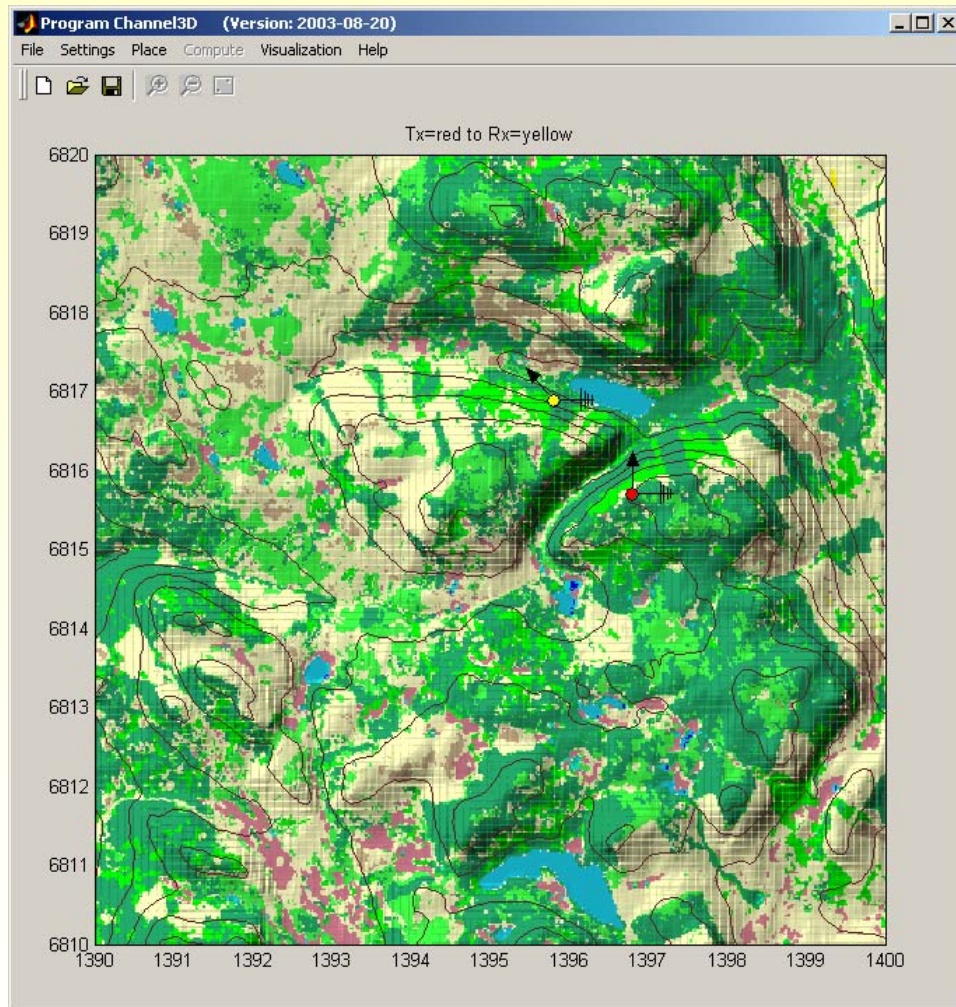 Program Channel3D (Version: 2003-08-20)
File Settings Place Compute Visualization Help
Tx=red to Rx=yellow
6820
6819
6818
6817
6816
6815
6814
6813
6812
6811
6810
1390 1391 1392 1393 1394 1395 1396 1397 1398 1399 1400